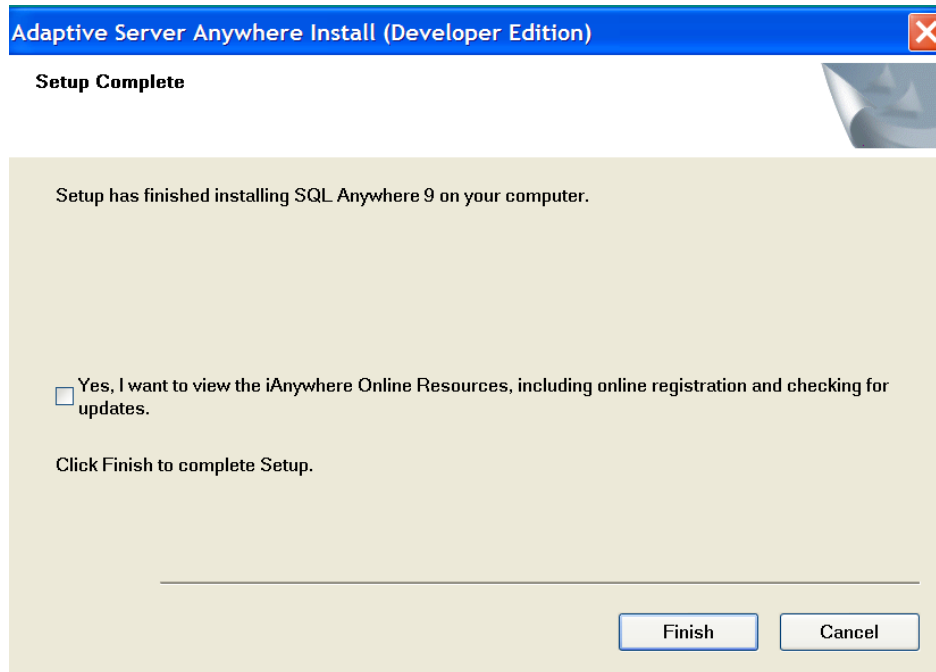 Adaptive Server Anywhere Install (Developer Edition)
Setup Complete
Setup has finished installing SQL Anywhere 9 on your computer.
Yes, I want to view the iAnywhere Online Resources, including online registration and checking for
updates.
Click Finish to complete Setup.
Finish Cancel